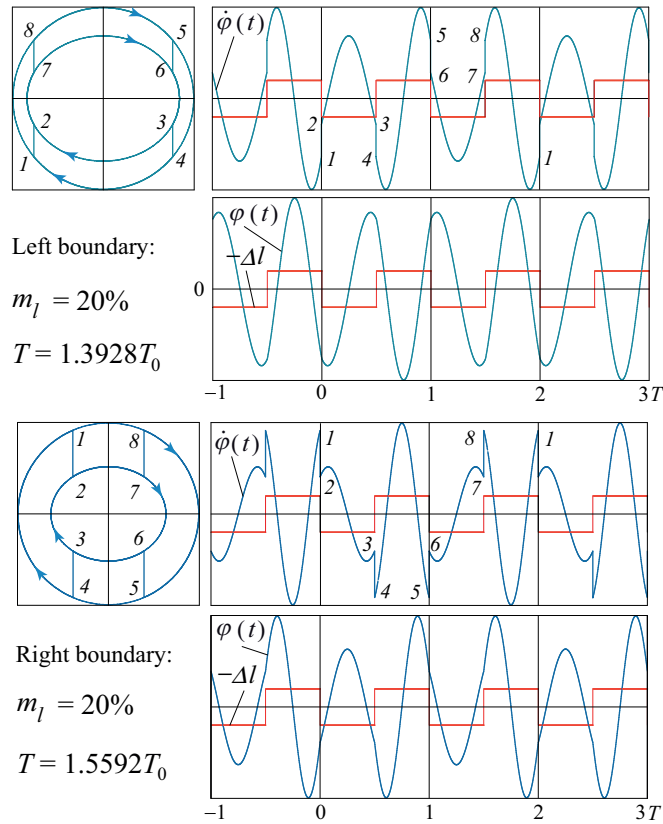 8 5 φ̇(t) 5 8
7 6 6 7
2 3 2 3
1 4 1 4 1
φ(t)
Left boundary:
−Δl
m_l = 20%
0
T = 1.3928T₀
−1 0 1 2 3T
1 8 φ̇(t) 1 8 1
2 7 2 7
3 6 3 6
4 5 4 5
φ(t)
Right boundary:
−Δl
m_l = 20%
T = 1.5592T₀
−1 0 1 2 3T